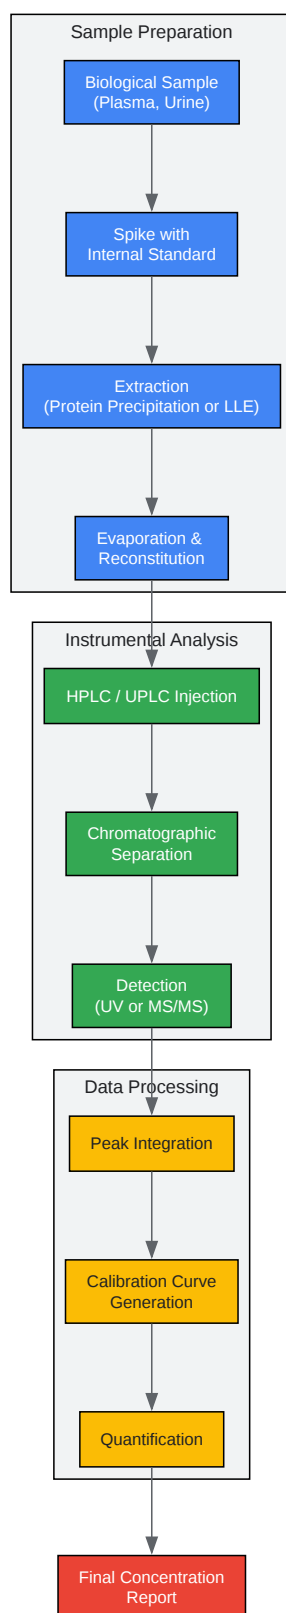 Sample Preparation
Biological Sample
(Plasma, Urine)
Spike with
Internal Standard
Extraction
(Protein Precipitation or LLE)
Evaporation &
Reconstitution
Instrumental Analysis
HPLC / UPLC Injection
Chromatographic
Separation
Detection
(UV or MS/MS)
Data Processing
Peak Integration
Calibration Curve
Generation
Quantification
Final Concentration
Report